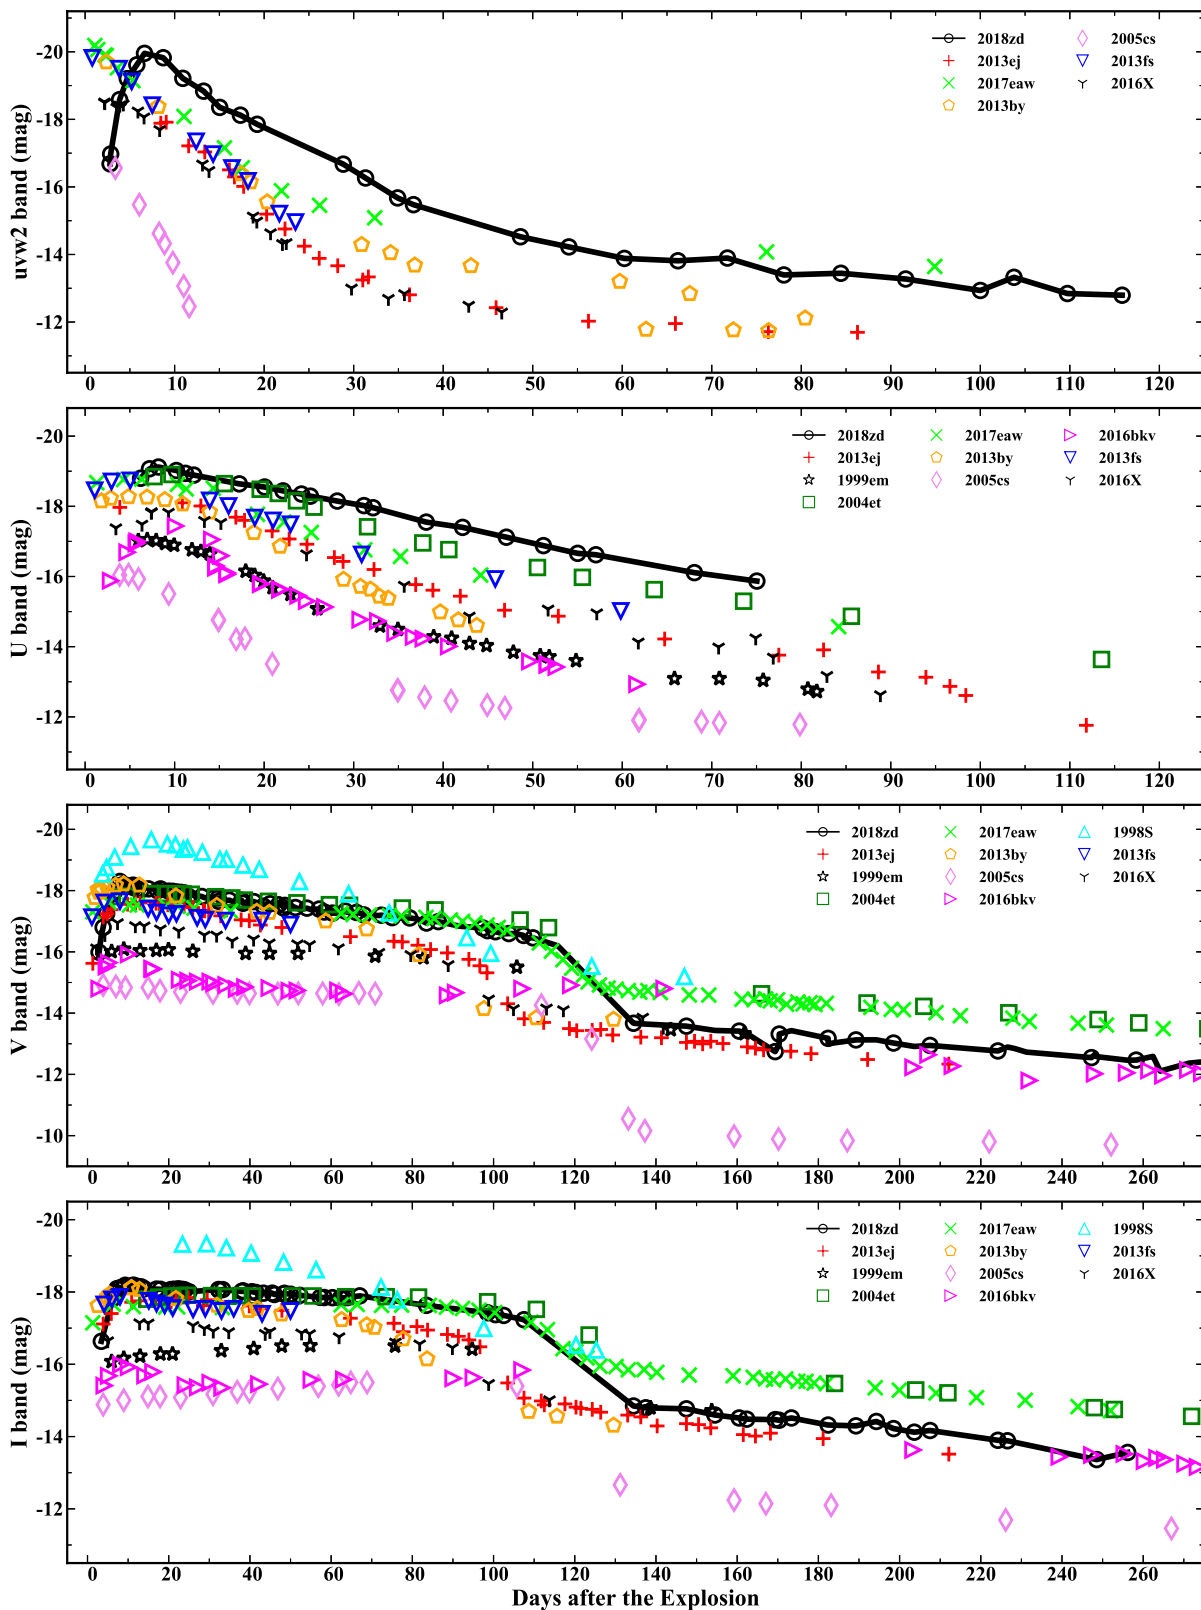 -20
-18
-16
-14
-12
uvw2 band (mag)
2018zd
2013ej
2017eaw
2013by
2005cs
2013fs
2016X
0 10 20 30 40 50 60 70 80 90 100 110 120
-20
-18
-16
-14
-12
U band (mag)
2018zd
2013ej
1999em
2004et
2017eaw
2013by
2005cs
2016bkv
2013fs
2016X
0 10 20 30 40 50 60 70 80 90 100 110 120
-20
-18
-16
-14
-12
-10
V band (mag)
2018zd
2013ej
1999em
2004et
2017eaw
2013by
2005cs
2016bkv
1998S
2013fs
2016X
0 20 40 60 80 100 120 140 160 180 200 220 240 260
-20
-18
-16
-14
-12
I band (mag)
2018zd
2013ej
1999em
2004et
2017eaw
2013by
2005cs
2016bkv
1998S
2013fs
2016X
0 20 40 60 80 100 120 140 160 180 200 220 240 260
Days after the Explosion